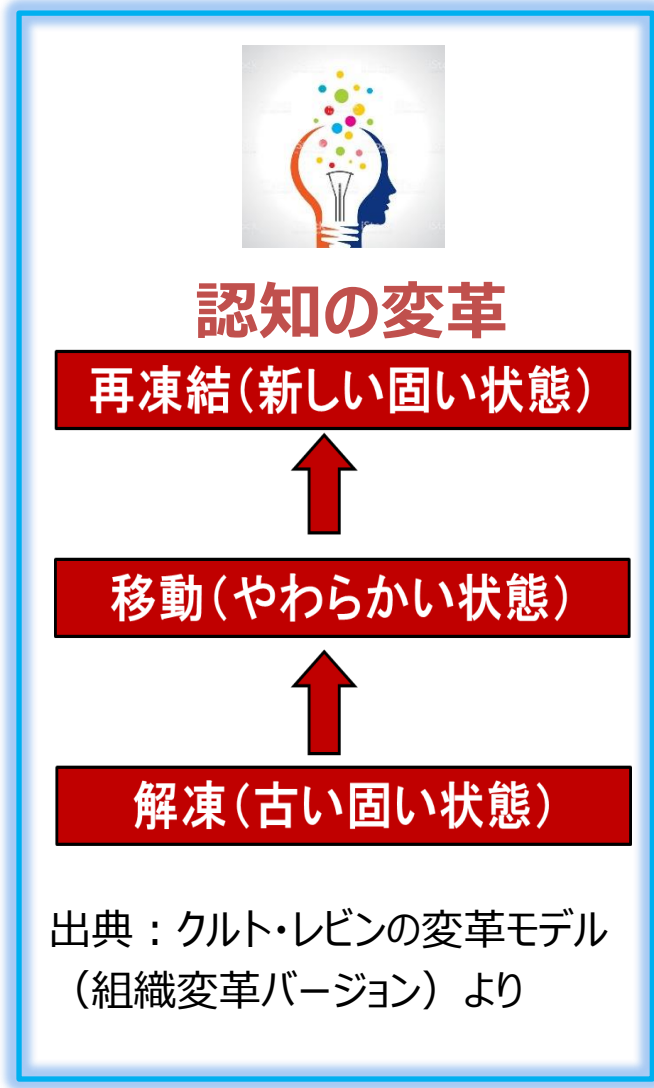 認知の変革
再凍結（新しい固い状態）
移動（やわらかい状態）
解凍（古い固い状態）
出典：クルト・レビンの変革モデル
（組織変革バージョン）より